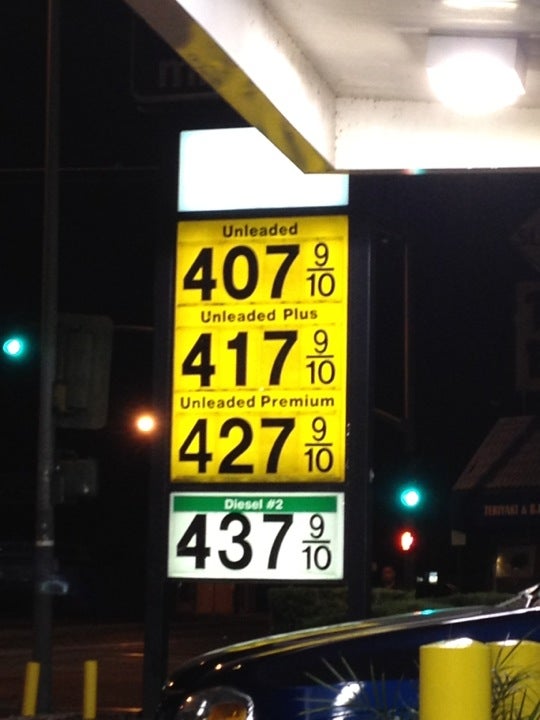 Unleaded
407 9/10
Unleaded Plus
417 9/10
Unleaded Premium
427 9/10
Diesel #2
437 9/10
TERIYAKI &